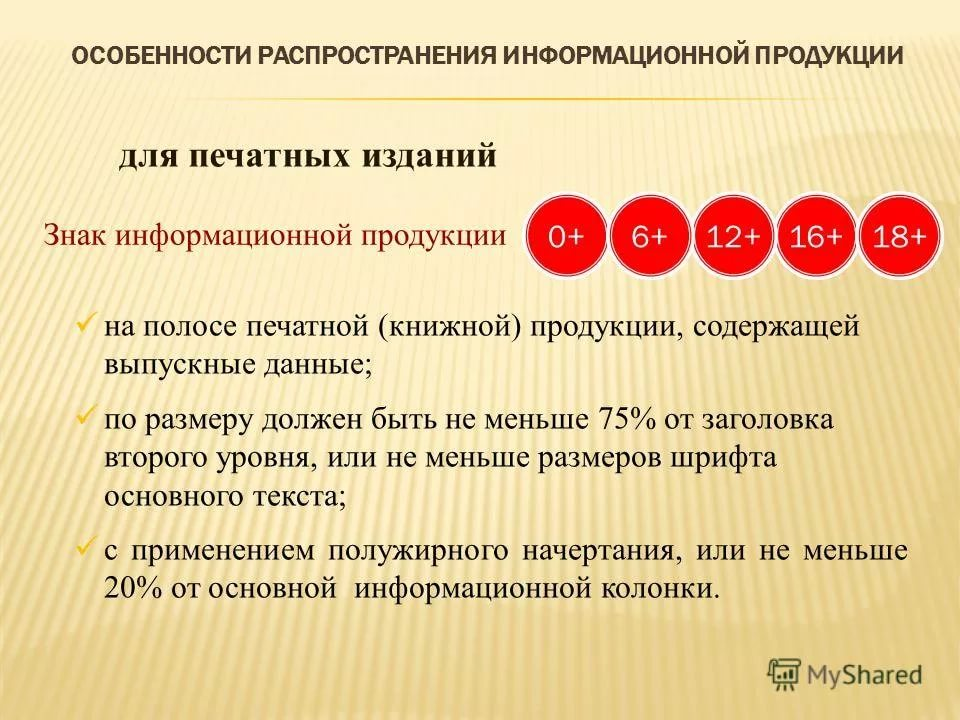 ОСОБЕННОСТИ РАСПРОСТРАНЕНИЯ ИНФОРМАЦИОННОЙ ПРОДУКЦИИ
для печатных изданий
Знак информационной продукции 0+ 6+ 12+ 16+ 18+
на полосе печатной (книжной) продукции, содержащей
выпускные данные;
по размеру должен быть не меньше 75% от заголовка
второго уровня, или не меньше размеров шрифта
основного текста;
с применением полужирного начертания, или не меньше
20% от основной информационной колонки.
MyShared